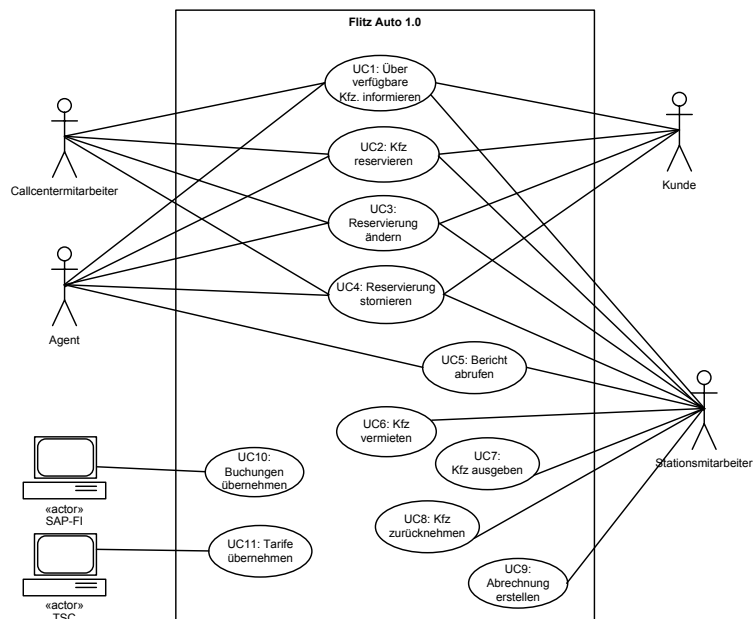 Flitz Auto 1.0
UC1: Über
verfügbare
Kfz. informieren
Callcentermitarbeiter
UC2: Kfz
reservieren
Kunde
UC3:
Reservierung
ändern
Agent
UC4: Reservierung
stornieren
UC5: Bericht
abrufen
UC6: Kfz
vermieten
UC7:
Kfz ausgeben
Stationsmitarbeiter
UC10:
Buchungen
übernehmen
«actor»
SAP-FI
UC8: Kfz
zurücknehmen
UC11: Tarife
übernehmen
UC9:
Abrechnung
erstellen
«actor»
TSC